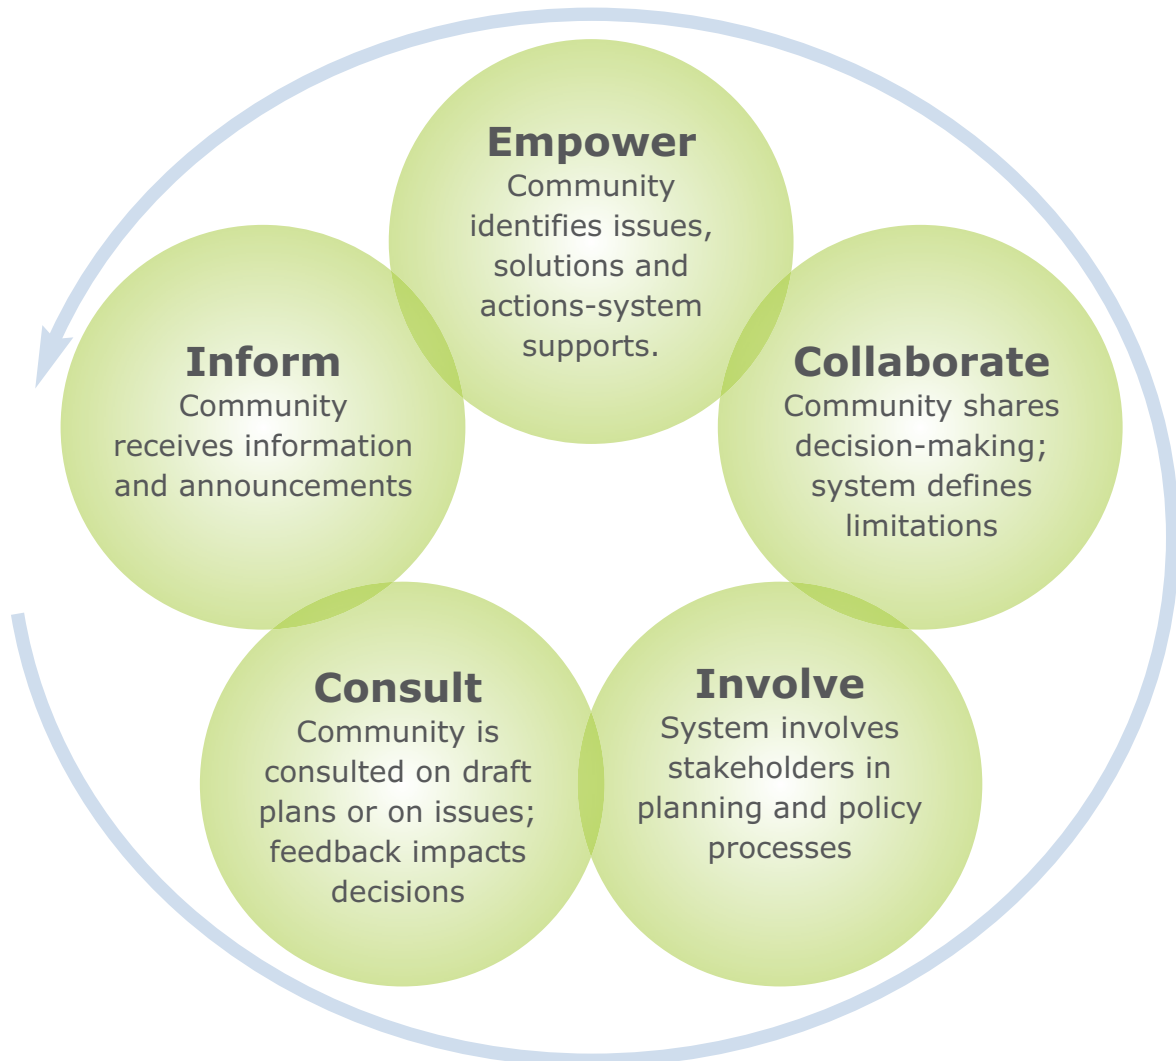 Empower
Community
identifies issues,
solutions and
actions-system
supports.
Inform
Community
receives information
and announcements
Collaborate
Community shares
decision-making;
system defines
limitations
Consult
Community is
consulted on draft
plans or on issues;
feedback impacts
decisions
Involve
System involves
stakeholders in
planning and policy
processes